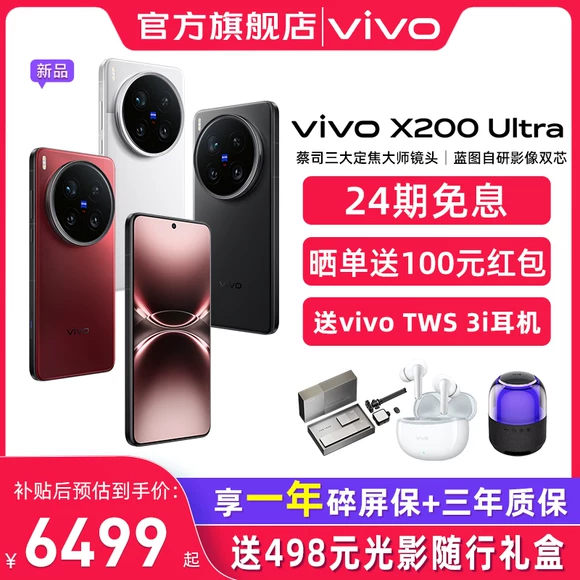 官方旗舰店 | vivo
新品
vivo X200 Ultra
蔡司三大定焦大师镜头 | 蓝图自研影像双芯
24期免息
晒单送100元红包
送vivo TWS 3i耳机
vivo
vivo
vivo
补贴后预估到手价:
¥6499起
享一年碎屏保+三年质保
送498元光影随行礼盒